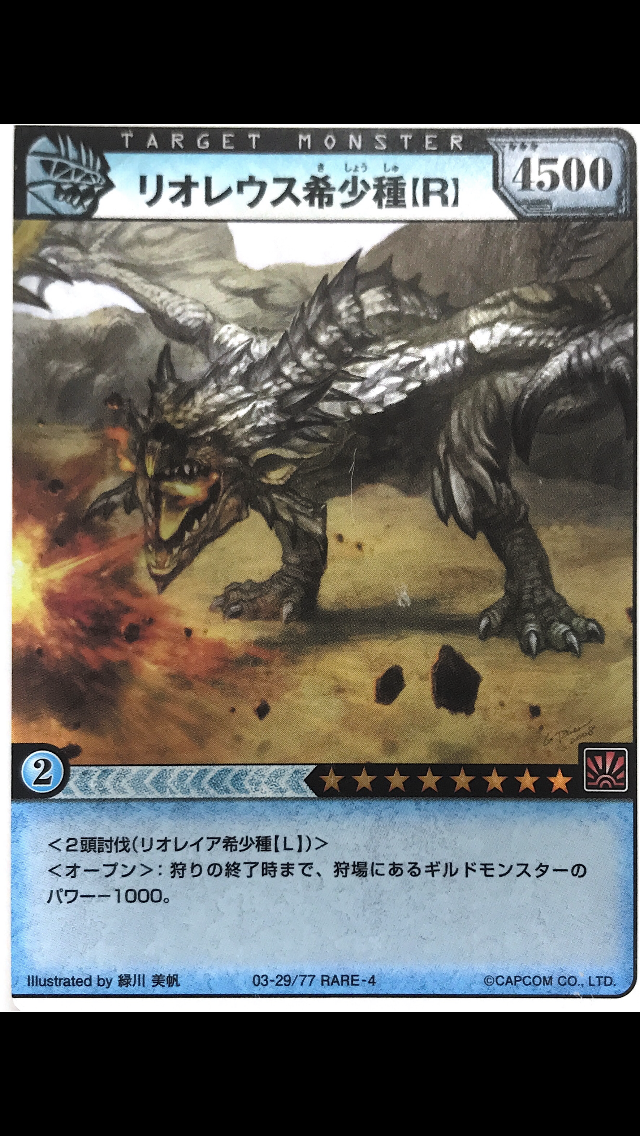 TARGET MONSTER
リオレウス希少種【R】
きしょうしゅ
4500
2
＜2頭討伐(リオレイア希少種【L】)＞
＜オープン＞：狩りの終了時まで、狩場にあるギルドモンスターの
パワー－1000。
Illustrated by 緑川 美帆 03-29/77 RARE-4 ©CAPCOM CO., LTD.